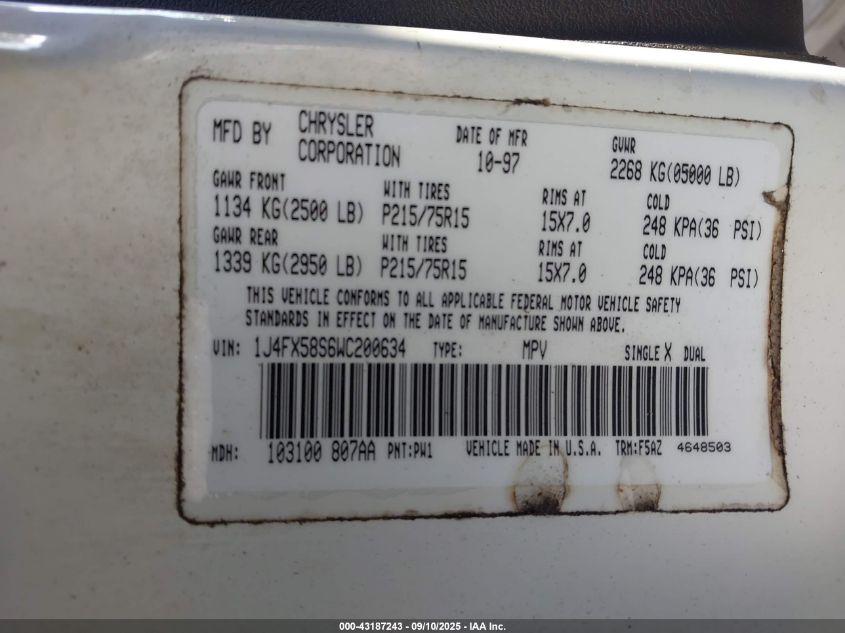 MFD BY CHRYSLER CORPORATION DATE OF MFR 10-97 GVWR 2268 KG(05000 LB)
GAWR FRONT WITH TIRES RIMS AT COLD
1134 KG(2500 LB) P215/75R15 15X7.0 248 KPA(36 PSI)
GAWR REAR WITH TIRES RIMS AT COLD
1339 KG(2950 LB) P215/75R15 15X7.0 248 KPA(36 PSI)
THIS VEHICLE CONFORMS TO ALL APPLICABLE FEDERAL MOTOR VEHICLE SAFETY
STANDARDS IN EFFECT ON THE DATE OF MANUFACTURE SHOWN ABOVE.
VIN: 1J4FX58S6WC200634 TYPE: MPV SINGLE X DUAL
MDH: 103100 807AA PNT:PW1 VEHICLE MADE IN U.S.A. TRM:F5AZ 4648503
000-43187243 - 09/10/2025 - IAA Inc.